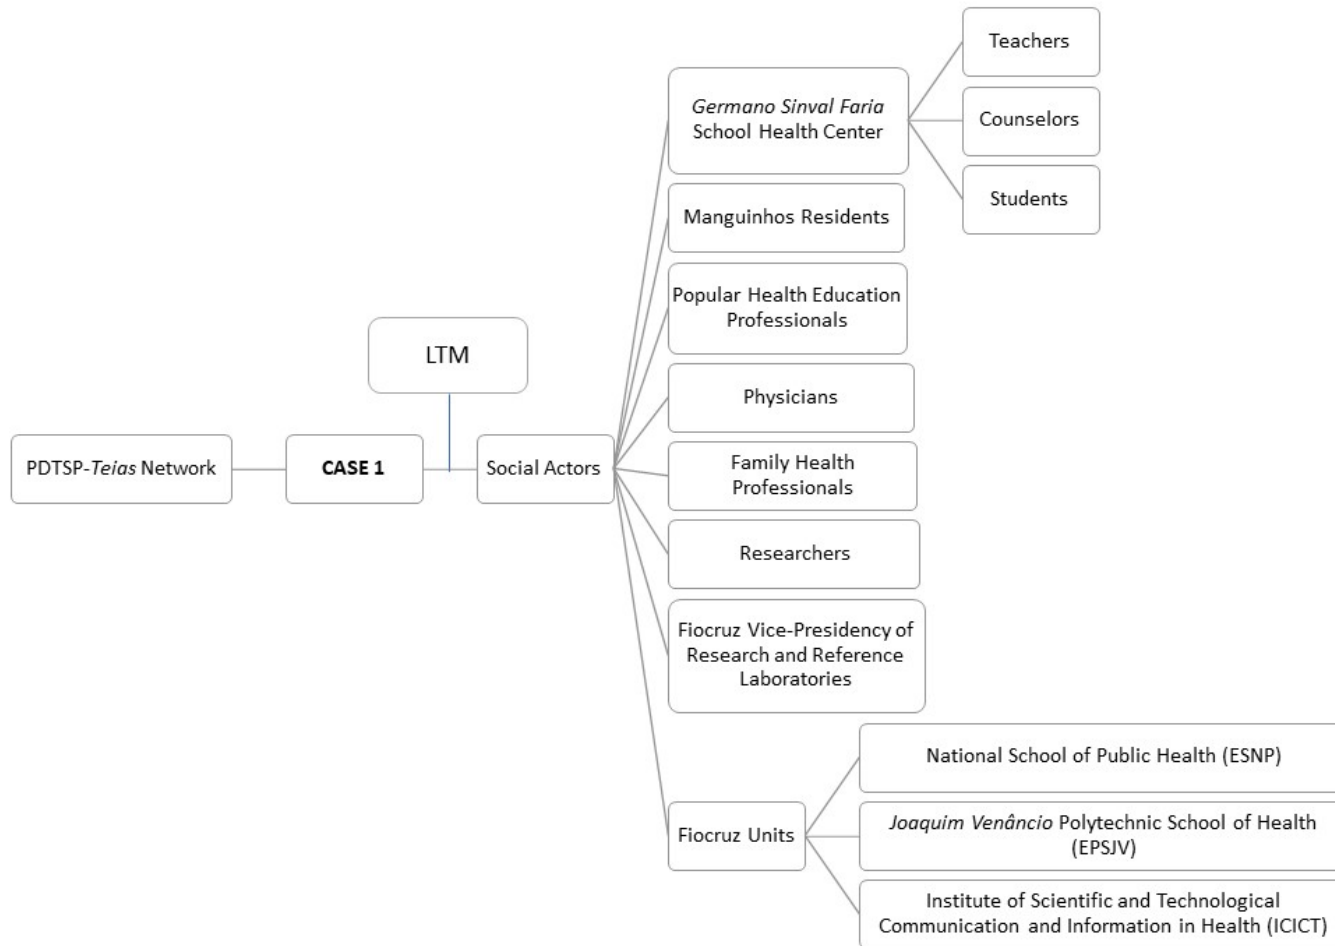 Teachers
Germano Sinval Faria
School Health Center
Counselors
Students
Manguinhos Residents
Popular Health Education
Professionals
LTM
Physicians
PDTSP-Teias Network
CASE 1
Social Actors
Family Health
Professionals
Researchers
Fiocruz Vice-Presidency of
Research and Reference
Laboratories
Fiocruz Units
National School of Public Health (ESNP)
Joaquim Venâncio Polytechnic School of Health
(EPSJV)
Institute of Scientific and Technological
Communication and Information in Health (ICICT)